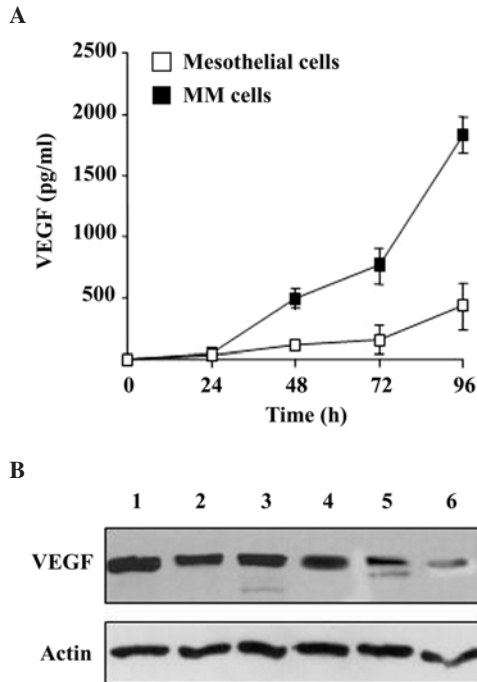 A
2500
2000
1500
1000
500
VEGF (pg/ml)
Mesothelial cells
MM cells
0 24 48 72 96
Time (h)
B
1 2 3 4 5 6
VEGF
Actin